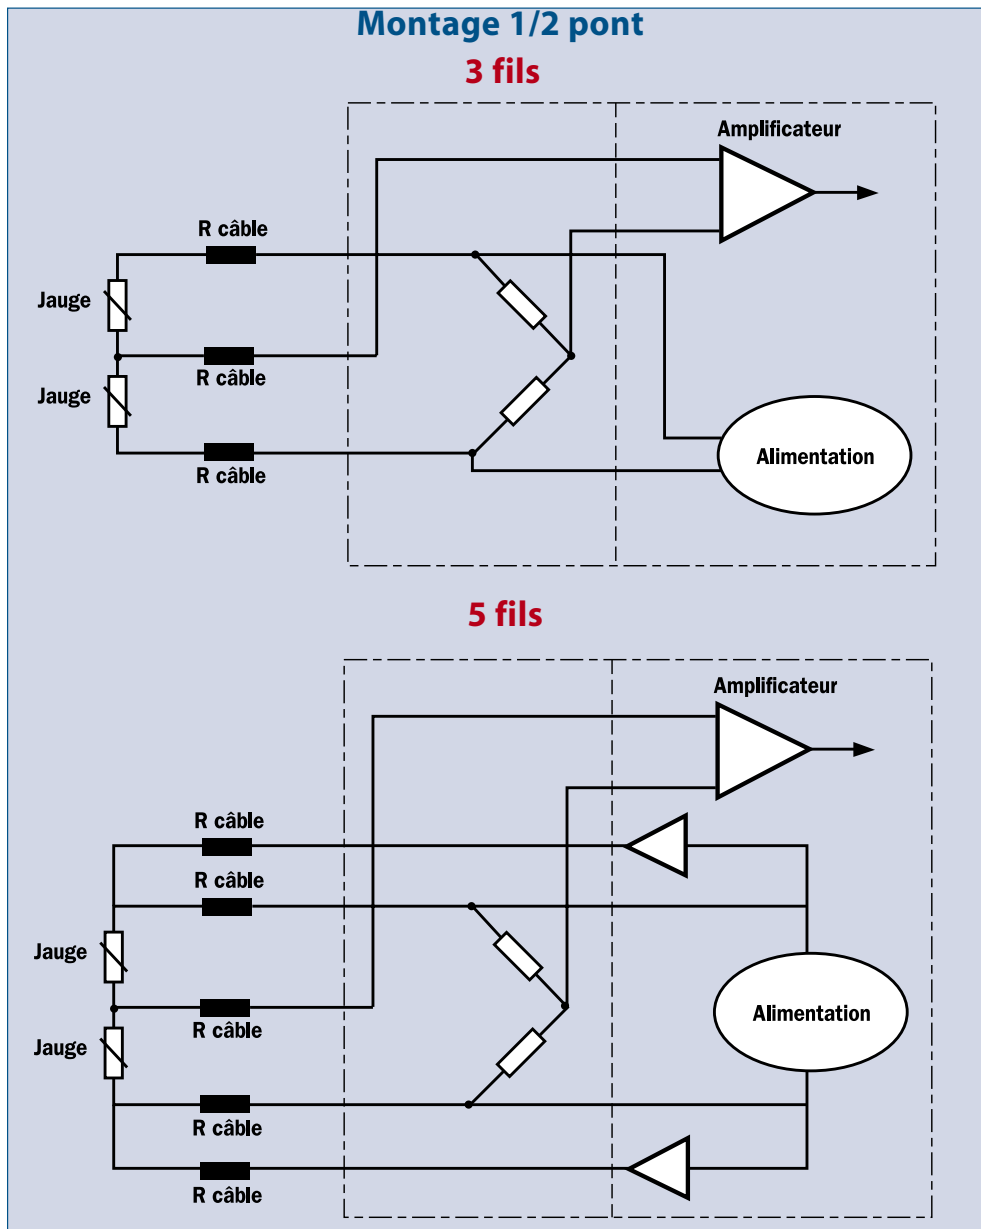 Montage 1/2 pont
3 fils
Amplificateur
R câble
Jauge
R câble
Jauge
R câble
Alimentation
5 fils
Amplificateur
R câble
R câble
Jauge
R câble
Jauge
Alimentation
R câble
R câble